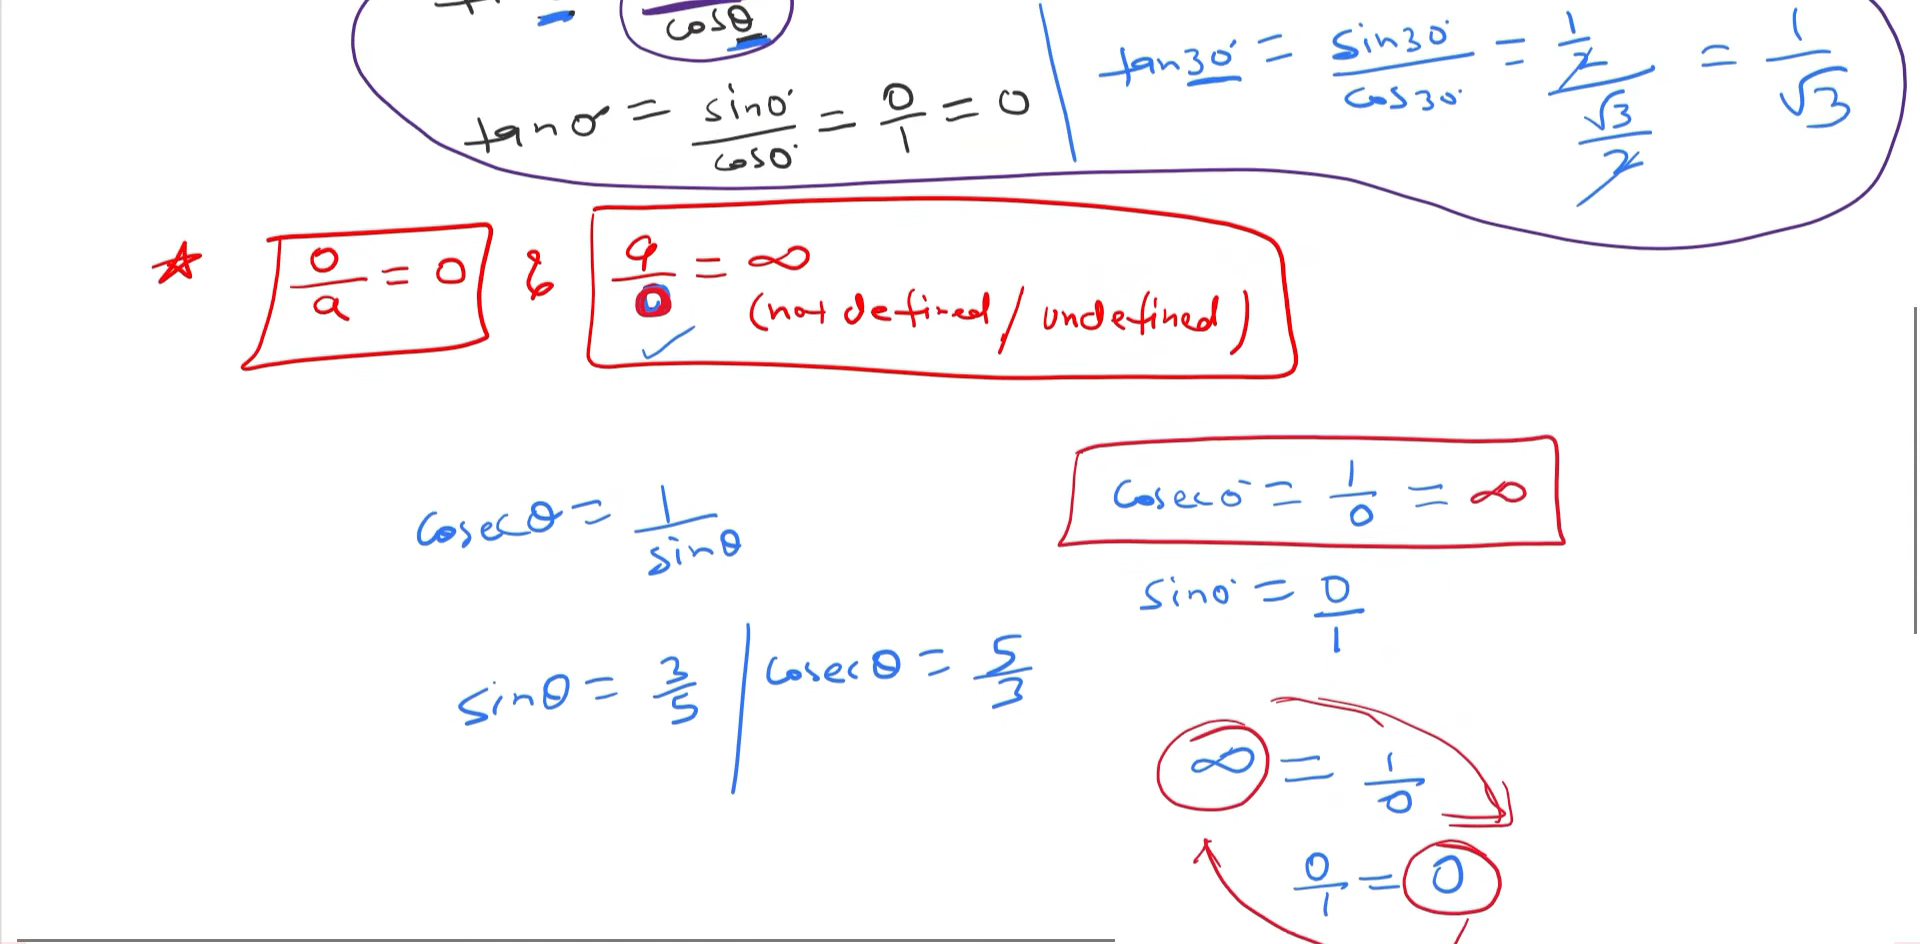 cosθ
tan0° = sin0°/cos0° = 0/1 = 0
tan30° = sin30°/cos30° = (1/2)/(√3/2) = 1/√3
0/a = 0 & a/0 = ∞
(not defined / undefined)
cosecθ = 1/sinθ
cosec0° = 1/0 = ∞
sin0° = 0/1
sinθ = 3/5 | cosecθ = 5/3
∞ = 1/0
0/1 = 0